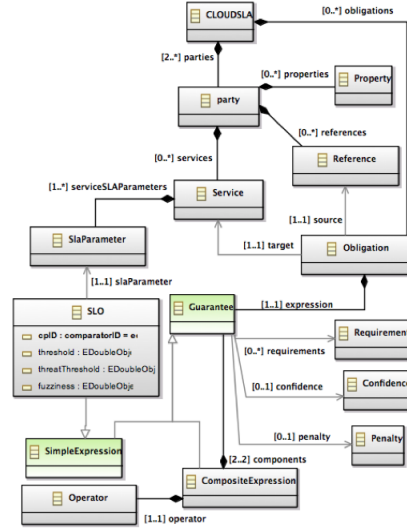 CLOUDSLA
[0..*] obligations
[2..*] parties
[0..*] properties
Property
party
[0..*] references
[0..*] services
Reference
[1..*] serviceSLAParameters
Service
[1..1] source
SlaParameter
[1..1] target
Obligation
[1..1] slaParameter
SLO
Guarantee
[1..1] expression
cpiD : comparatorID = e
threshold : EDoubleObj
threatThreshold : EDoubleObj
fuzziness : EDoubleObje
Requirement
[0..*] requirements
[0..1] confidence
Confidence
[0..1] penalty
Penalty
SimpleExpression
[2..2] components
CompositeExpression
Operator
[1..1] operator